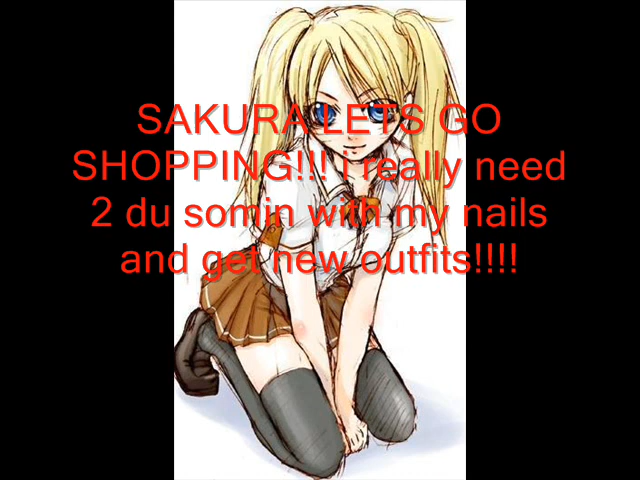 SAKURA LETS GO
SHOPPING!!! i really need
2 du somin with my nails
and get new outfits!!!!